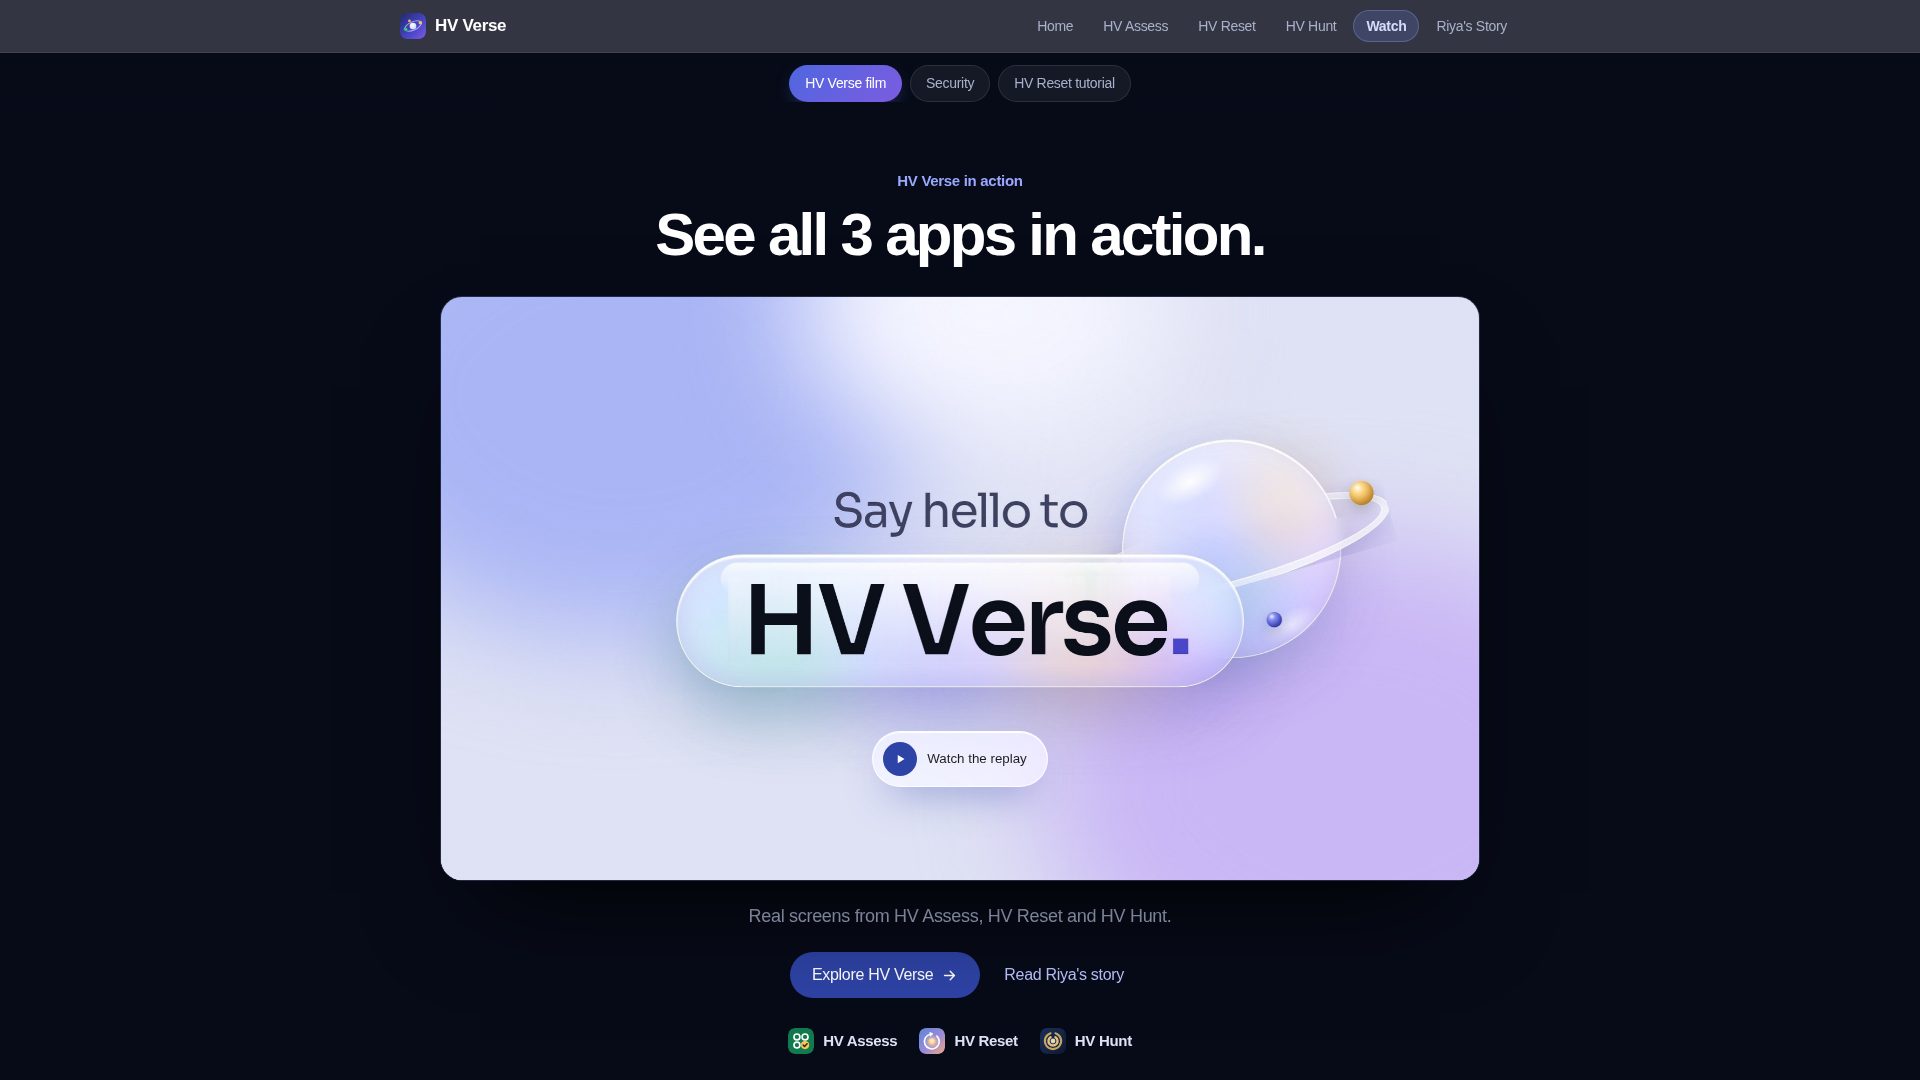 HV Verse
Home HV Assess HV Reset HV Hunt Watch Riya's Story
HV Verse film Security HV Reset tutorial
HV Verse in action
See all 3 apps in action.
Say hello to
HV Verse.
Watch the replay
Real screens from HV Assess, HV Reset and HV Hunt.
Explore HV Verse → Read Riya's story
HV Assess HV Reset HV Hunt